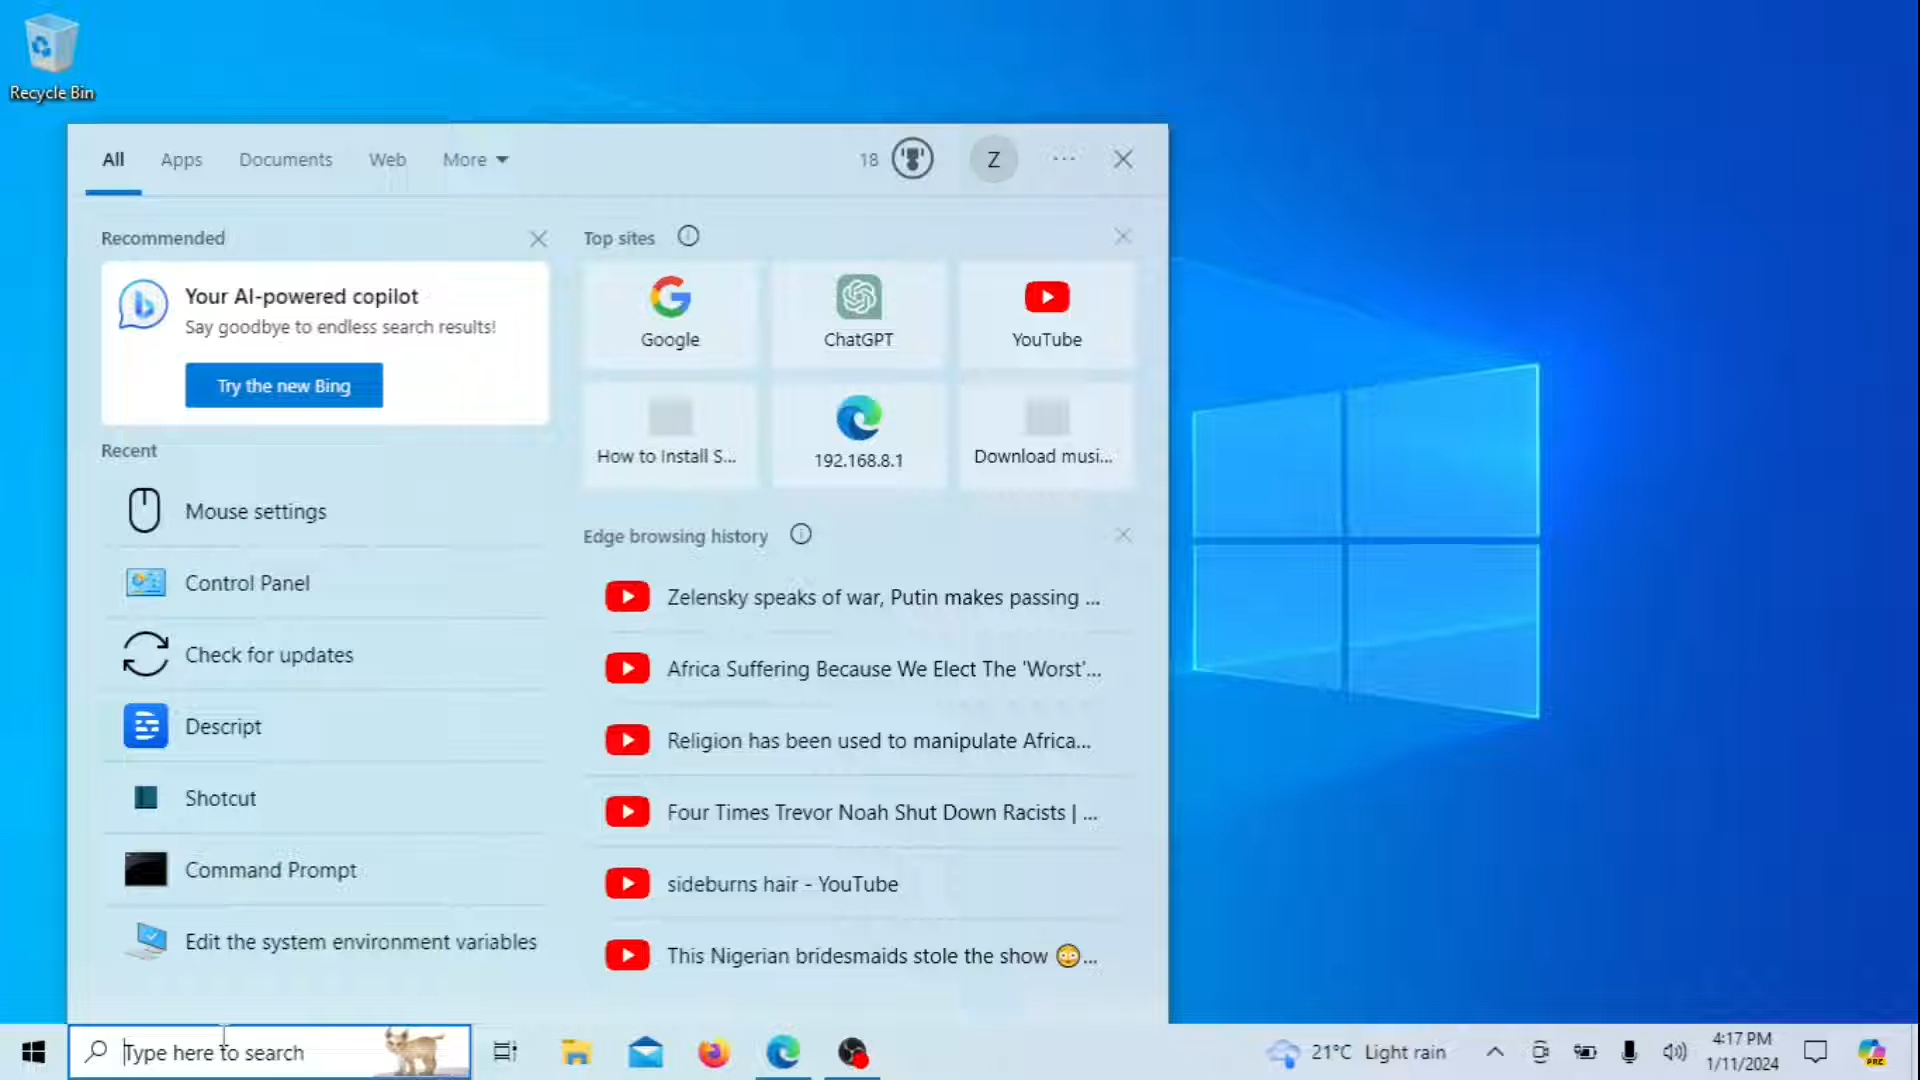 Recycle Bin
All Apps Documents Web More 18 Z
Recommended
Your AI-powered copilot
Say goodbye to endless search results!
Try the new Bing
Recent
Mouse settings
Control Panel
Check for updates
Descript
Shotcut
Command Prompt
Edit the system environment variables
Top sites
Google ChatGPT YouTube
How to Install S... 192.168.8.1 Download musi...
Edge browsing history
Zelensky speaks of war, Putin makes passing ...
Africa Suffering Because We Elect The 'Worst'...
Religion has been used to manipulate Africa...
Four Times Trevor Noah Shut Down Racists | ...
sideburns hair - YouTube
This Nigerian bridesmaids stole the show 😳...
Type here to search
21°C Light rain
4:17 PM
1/11/2024
PRE